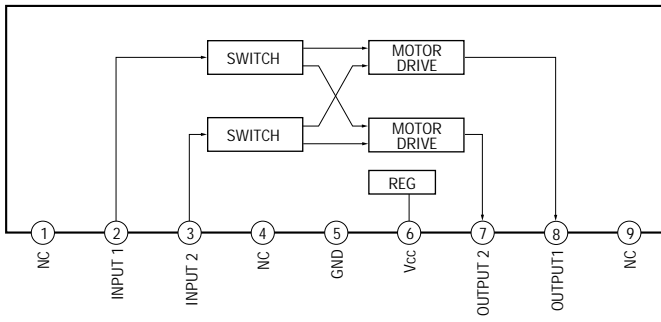 SWITCH
MOTOR
DRIVE
SWITCH
MOTOR
DRIVE
REG
1
2
3
4
5
6
7
8
9
NC
INPUT 1
INPUT 2
NC
GND
Vcc
OUTPUT 2
OUTPUT1
NC